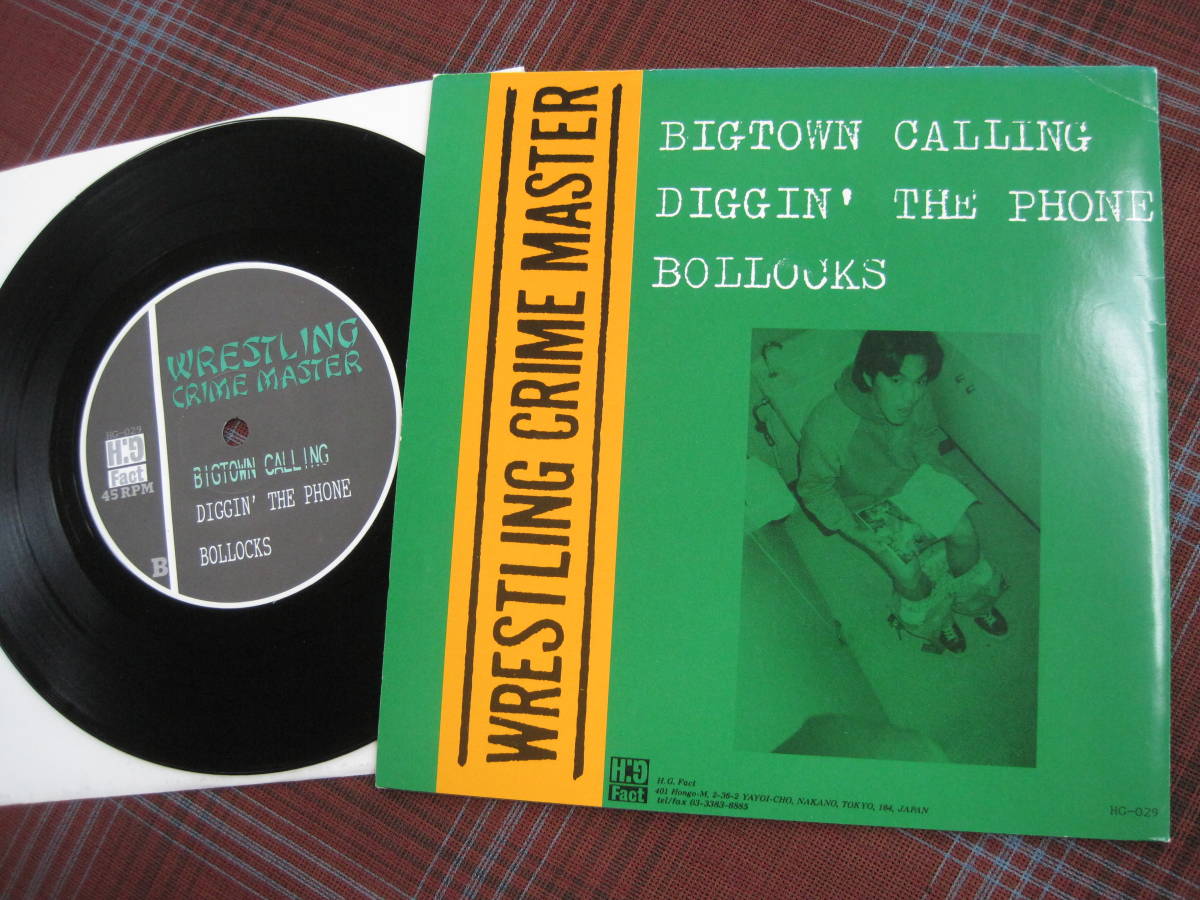 WRESTLING
CRIME MASTER
HG-029
H:G
Fact
45 RPM
BIGTOWN CALLING
DIGGIN' THE PHONE
BOLLOCKS
B
WRESTLING CRIME MASTER
BIGTOWN CALLING
DIGGIN' THE PHONE
BOLLOCKS
H:G
Fact
H.G. Fact
401 Hongo-M, 2-36-2 YAYOI-CHO, NAKANO, TOKYO, 164, JAPAN
tel/fax 03-3383-8885
HG-029